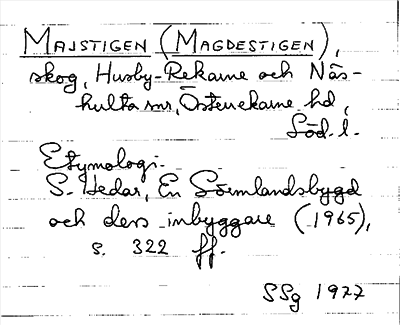 MAJSTIGEN (MAGDESTIGEN),
skog, Husby-Rekarne och Näs-
hulta snr, Österrekarne hd,
Söd. l.
Etymologi.
S. Hedar, En Sörmlandsbygd
och dess inbyggare (1965),
s. 322 ff.
SSg 1977